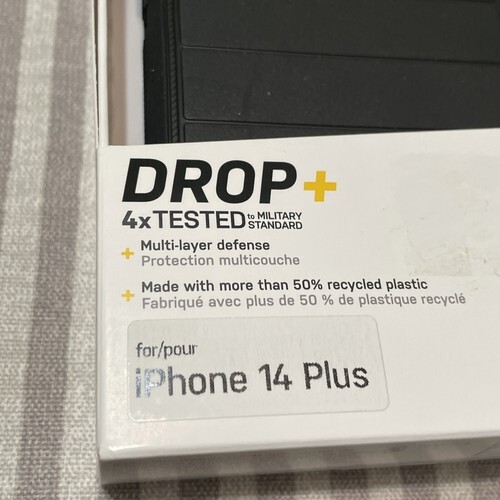 DROP+
4xTESTED to MILITARY STANDARD
+ Multi-layer defense
Protection multicouche
+ Made with more than 50% recycled plastic
Fabriqué avec plus de 50 % de plastique recyclé
for/pour
iPhone 14 Plus